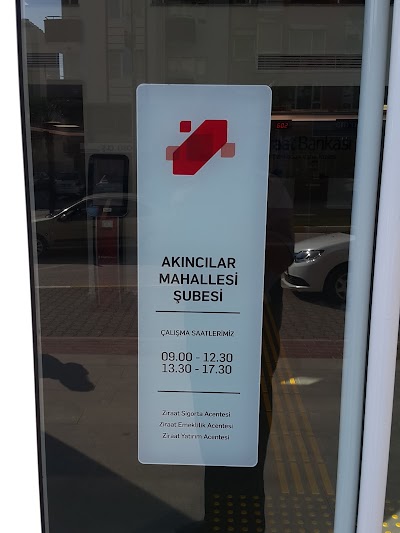 AKINCILAR
MAHALLESİ
ŞUBESİ
ÇALIŞMA SAATLERİMİZ
09.00 - 12.30
13.30 - 17.30
Ziraat Sigorta Acentesi
Ziraat Emeklilik Acentesi
Ziraat Yatırım Acentesi
Bankası